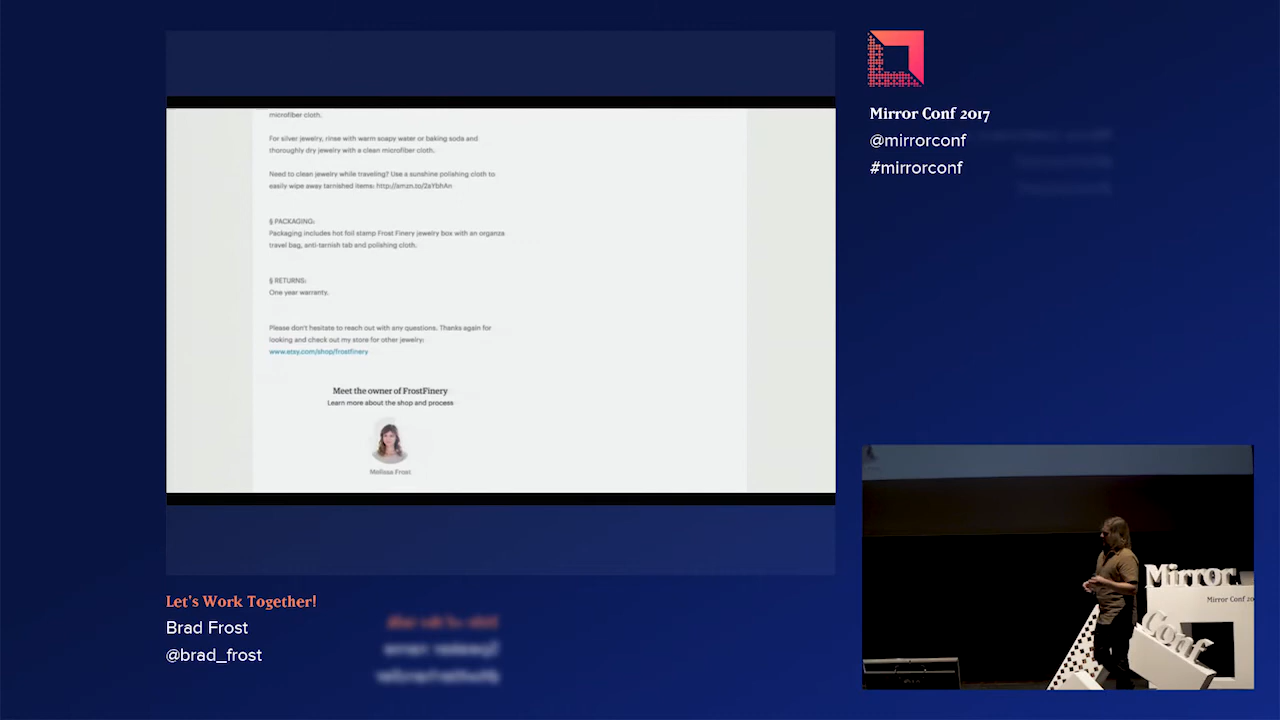 microfiber cloth.
For silver jewelry, rinse with warm soapy water or baking soda and
thoroughly dry jewelry with a clean microfiber cloth.
Need to clean jewelry while traveling? Use a sunshine polishing cloth to
easily wipe away tarnished items: http://amzn.to/2aYbhAn
§ PACKAGING:
Packaging includes hot foil stamp Frost Finery jewelry box with an organza
travel bag, anti-tarnish tab and polishing cloth.
§ RETURNS:
One year warranty.
Please don't hesitate to reach out with any questions. Thanks again for
looking and check out my store for other jewelry:
www.etsy.com/shop/frostfinery
Meet the owner of FrostFinery
Learn more about the shop and process
Melissa Frost
Mirror Conf 2017
@mirrorconf
#mirrorconf
Mirror
Mirror Conf 20
Conf
Let's Work Together!
Brad Frost
@brad_frost